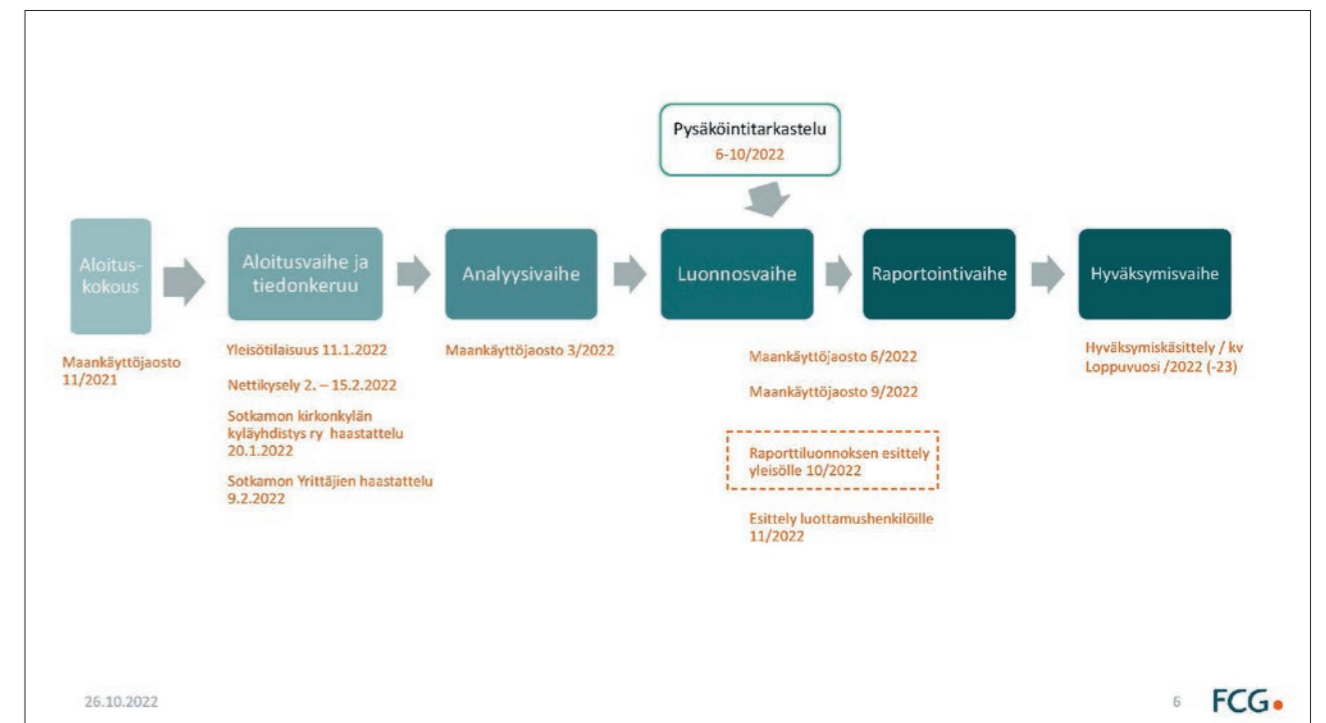 Pysäköintitarkastelu
6-10/2022
Aloitus-
kokous
Aloitusvaihe ja
tiedonkeruu
Analyysivaihe
Luonnosvaihe
Raportointivaihe
Hyväksymisvaihe
Maankäyttöjaosto
11/2021
Yleisötilaisuus 11.1.2022
Nettikysely 2. – 15.2.2022
Sotkamon kirkonkylän
kyläyhdistys ry haastattelu
20.1.2022
Sotkamon Yrittäjien haastattelu
9.2.2022
Maankäyttöjaosto 3/2022
Maankäyttöjaosto 6/2022
Maankäyttöjaosto 9/2022
Raporttiluonnoksen esittely
yleisölle 10/2022
Esittely luottamushenkilöille
11/2022
Hyväksymiskäsittely / kv
Loppuvuosi /2022 (-23)
26.10.2022
6
FCG